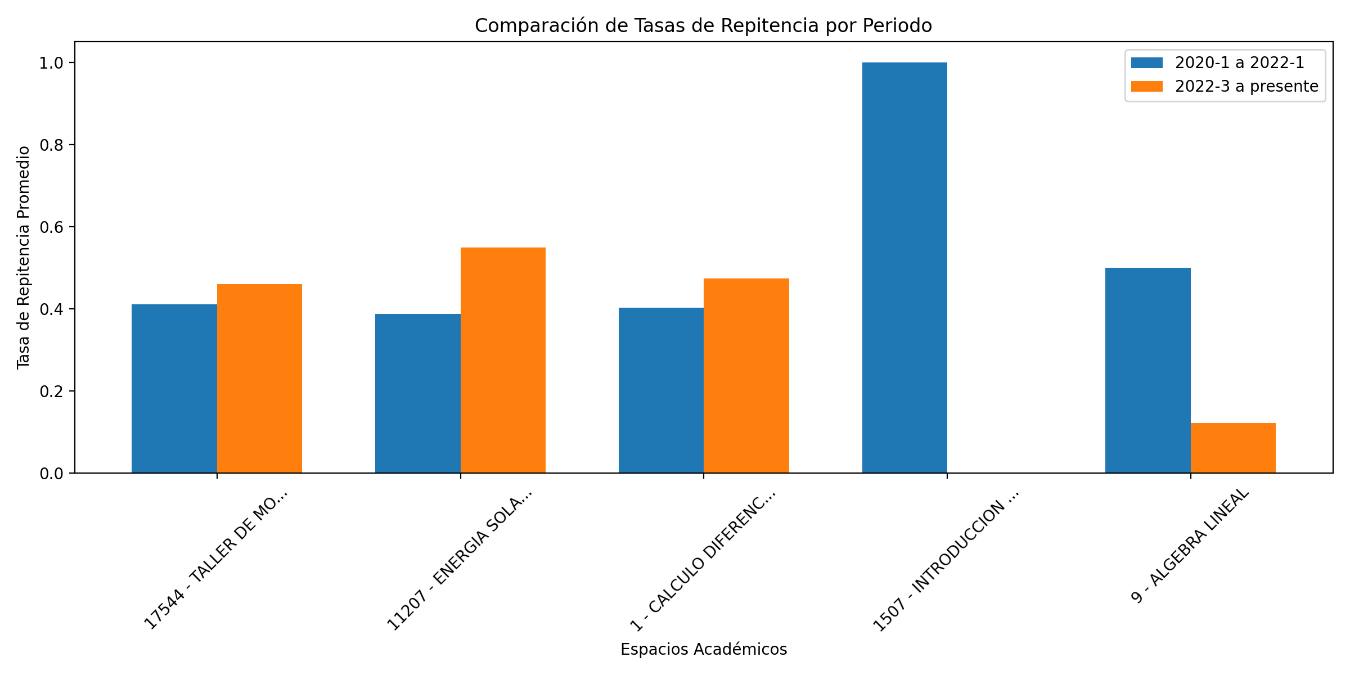 Comparación de Tasas de Repitencia por Periodo
2020-1 a 2022-1
2022-3 a presente
Tasa de Repitencia Promedio
1.0
0.8
0.6
0.4
0.2
0.0
17544 - TALLER DE MO...
11207 - ENERGIA SOLA...
1 - CALCULO DIFERENC...
1507 - INTRODUCCION ...
9 - ALGEBRA LINEAL
Espacios Académicos